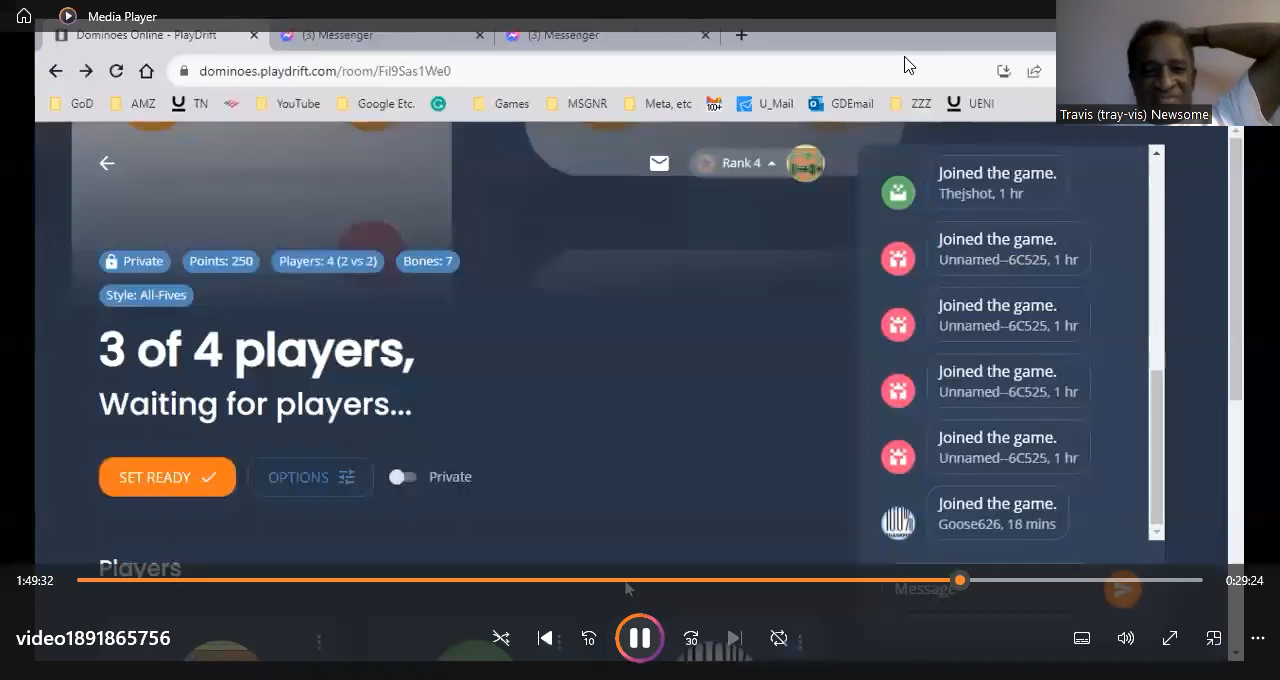 Media Player
Dominoes Online - PlayDrift
(3) Messenger
(3) Messenger
dominoes.playdrift.com/room/Fil9Sas1We0
GoD
AMZ
TN
YouTube
Google Etc.
Games
MSGNR
Meta, etc
100+
U_Mail
GDEmail
ZZZ
UENI
Travis (tray-vis) Newsome
Rank 4
Private
Points: 250
Players: 4 (2 vs 2)
Bones: 7
Style: All-Fives
3 of 4 players,
Waiting for players...
SET READY
OPTIONS
Private
Players
Joined the game.
Thejshot, 1 hr
Joined the game.
Unnamed--6C525, 1 hr
Joined the game.
Unnamed--6C525, 1 hr
Joined the game.
Unnamed--6C525, 1 hr
Joined the game.
Unnamed--6C525, 1 hr
100%
Joined the game.
Goose626, 18 mins
Message
1:49:32
0:29:24
video1891865756
10
30